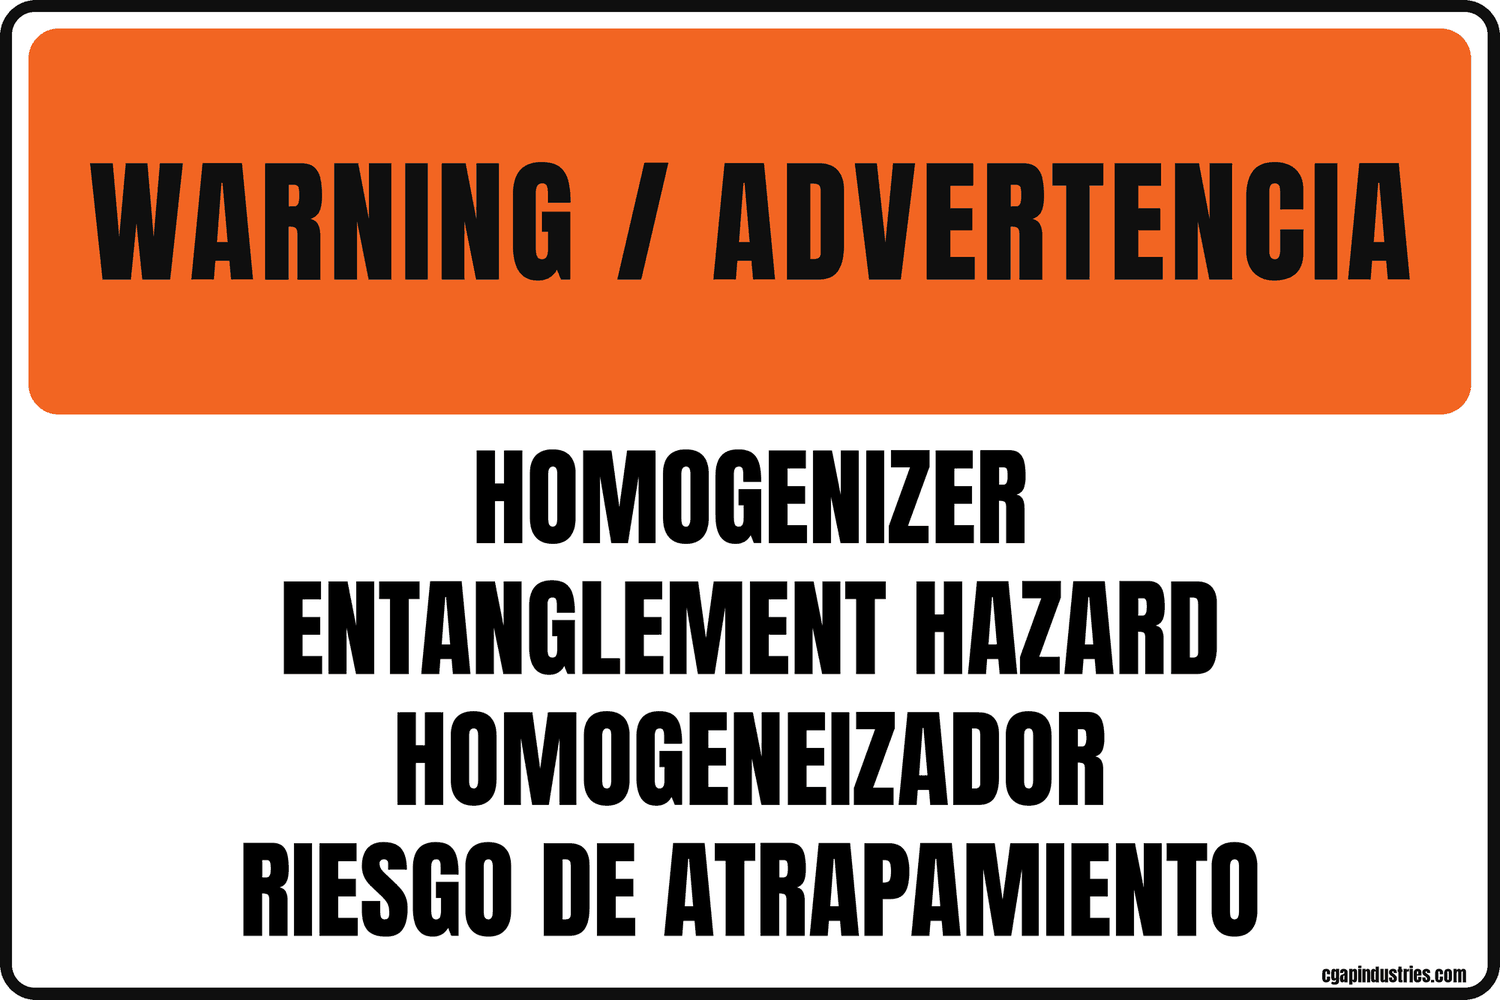 WARNING / ADVERTENCIA
HOMOGENIZER
ENTANGLEMENT HAZARD
HOMOGENEIZADOR
RIESGO DE ATRAPAMIENTO
cgapindustries.com